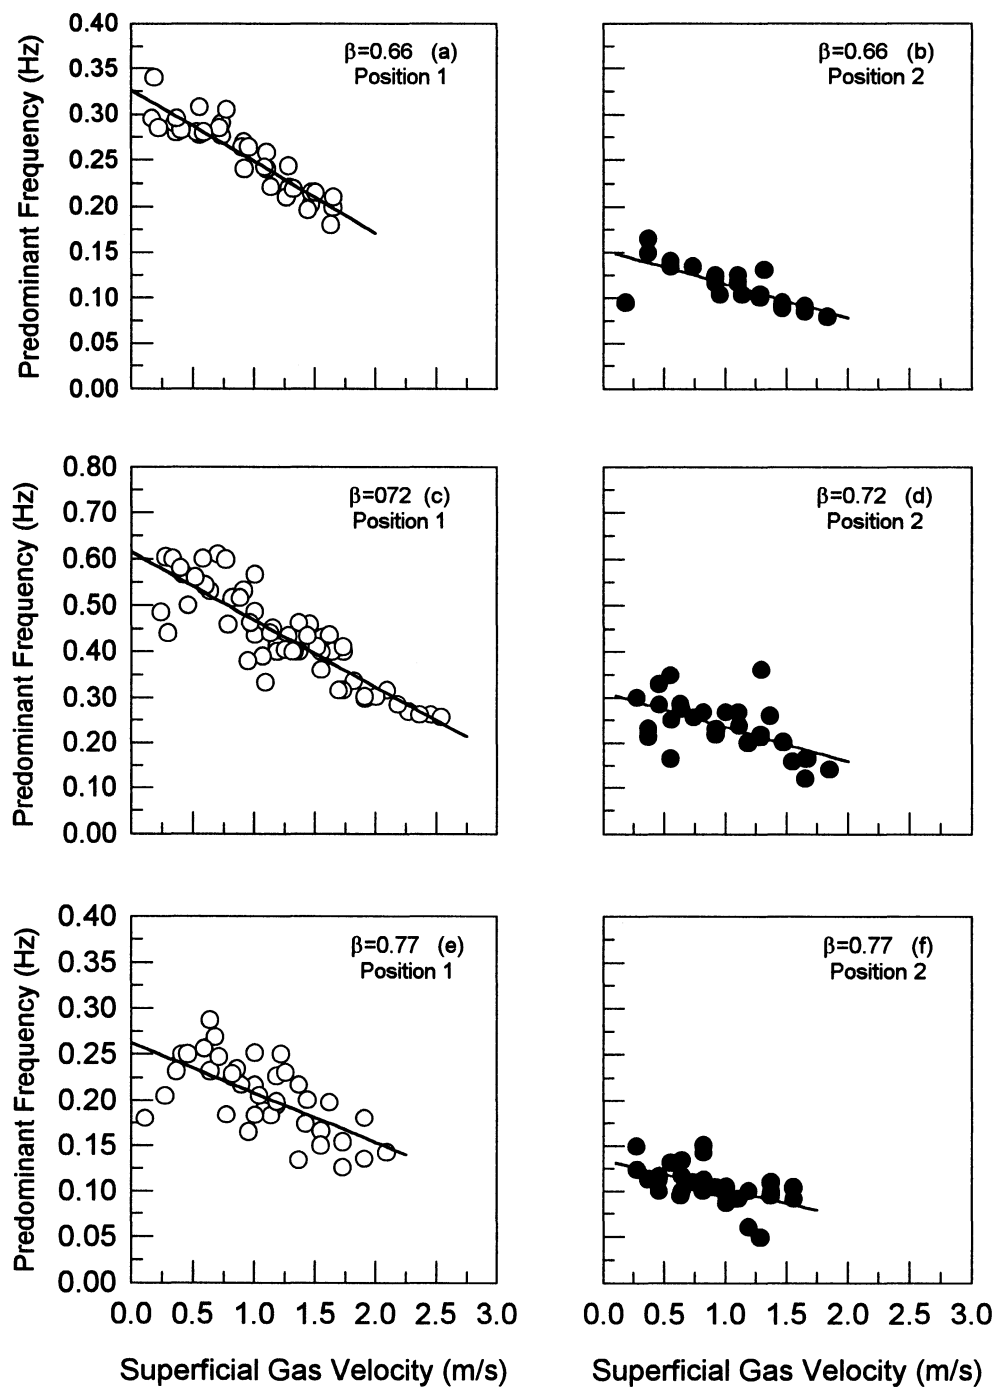 0.40
0.35
0.30
0.25
0.20
0.15
0.10
0.05
0.00
Predominant Frequency (Hz)
β=0.66 (a)
Position 1
β=0.66 (b)
Position 2
0.80
0.70
0.60
0.50
0.40
0.30
0.20
0.10
0.00
Predominant Frequency (Hz)
β=072 (c)
Position 1
β=0.72 (d)
Position 2
0.40
0.35
0.30
0.25
0.20
0.15
0.10
0.05
0.00
Predominant Frequency (Hz)
β=0.77 (e)
Position 1
β=0.77 (f)
Position 2
0.0 0.5 1.0 1.5 2.0 2.5 3.0
0.0 0.5 1.0 1.5 2.0 2.5 3.0
Superficial Gas Velocity (m/s)
Superficial Gas Velocity (m/s)